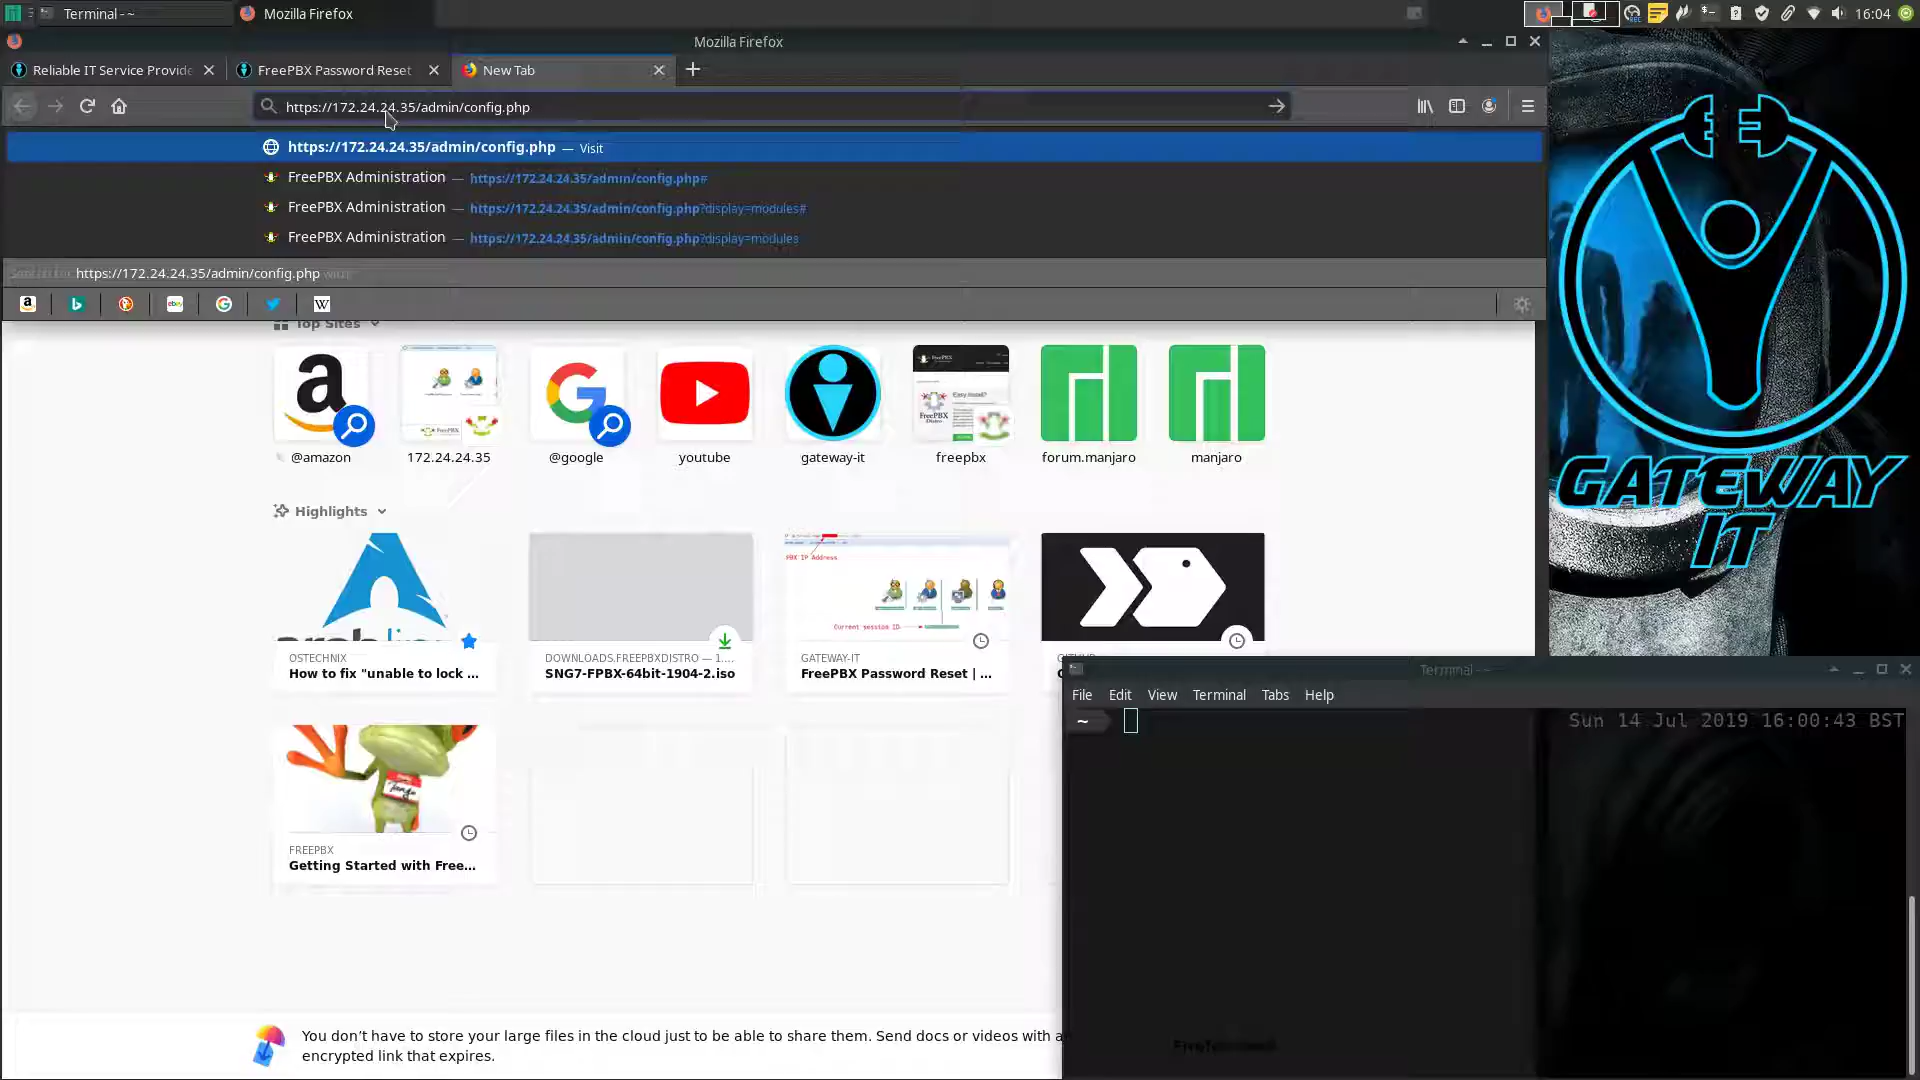 Terminal - ~
Mozilla Firefox
16:04
Mozilla Firefox
Reliable IT Service Provide
FreePBX Password Reset
New Tab
https://172.24.24.35/admin/config.php
https://172.24.24.35/admin/config.php — Visit
FreePBX Administration — https://172.24.24.35/admin/config.php#
FreePBX Administration — https://172.24.24.35/admin/config.php?display=modules#
FreePBX Administration — https://172.24.24.35/admin/config.php?display=modules
https://172.24.24.35/admin/config.php with
Top Sites
@amazon
172.24.24.35
@google
youtube
gateway-it
freepbx
forum.manjaro
manjaro
Highlights
PBX IP Address
Current session ID
OSTECHNIX
How to fix "unable to lock ...
DOWNLOADS.FREEPBXDISTRO — 1....
SNG7-FPBX-64bit-1904-2.iso
GATEWAY-IT
FreePBX Password Reset | ...
FREEPBX
Getting Started with Free...
GATEWAY
IT
Terminal - ~
File Edit View Terminal Tabs Help
~
Sun 14 Jul 2019 16:00:43 BST
You don’t have to store your large files in the cloud just to be able to share them. Send docs or videos with a
encrypted link that expires.